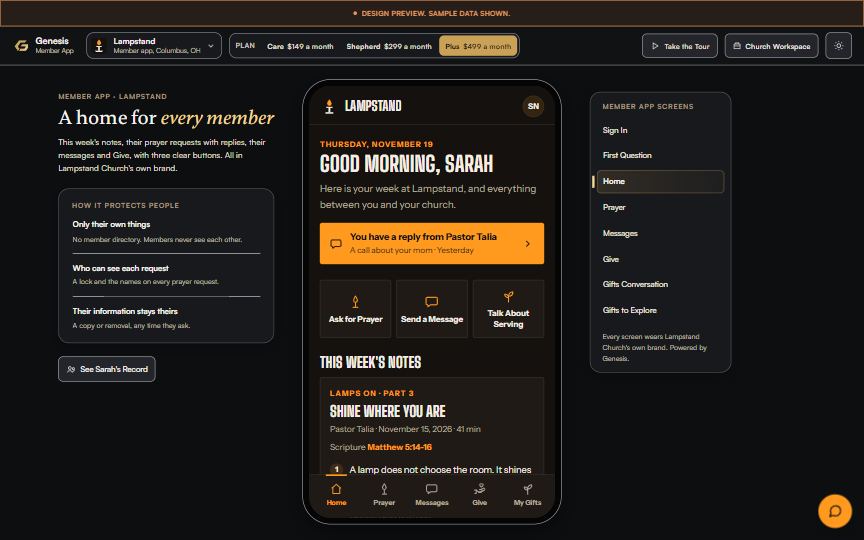 DESIGN PREVIEW. SAMPLE DATA SHOWN.
Genesis
Member App
Lampstand
Member app, Columbus, OH
PLAN
Care $149 a month
Shepherd $299 a month
Plus $499 a month
Take the Tour
Church Workspace
MEMBER APP · LAMPSTAND
A home for every member
This week's notes, their prayer requests with replies, their
messages and Give, with three clear buttons. All in
Lampstand Church's own brand.
HOW IT PROTECTS PEOPLE
Only their own things
No member directory. Members never see each other.
Who can see each request
A lock and the names on every prayer request.
Their information stays theirs
A copy or removal, any time they ask.
See Sarah's Record
LAMPSTAND
SN
THURSDAY, NOVEMBER 19
GOOD MORNING, SARAH
Here is your week at Lampstand, and everything
between you and your church.
You have a reply from Pastor Talia
A call about your mom · Yesterday
Ask for Prayer
Send a Message
Talk About
Serving
THIS WEEK'S NOTES
LAMPS ON · PART 3
SHINE WHERE YOU ARE
Pastor Talia · November 15, 2026 · 41 min
Scripture Matthew 5:14-16
1 A lamp does not choose the room. It shines
Home
Prayer
Messages
Give
My Gifts
MEMBER APP SCREENS
Sign In
First Question
Home
Prayer
Messages
Give
Gifts Conversation
Gifts to Explore
Every screen wears Lampstand
Church's own brand. Powered by
Genesis.